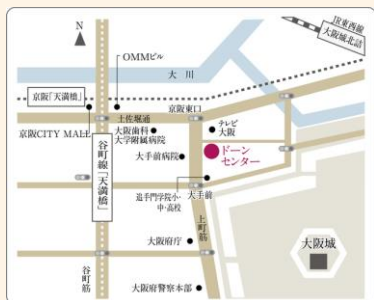 N
JR東西線
大阪城北詰
OMMビル
大川
京阪「天満橋」
土佐堀通
京阪東口
京阪CITY MALL
谷町線「天満橋」
大阪歯科
大学附属病院
テレビ
大阪
大手前病院
ドーン
センター
追手門学院小・
中・高校
大手前
上町筋
大阪府庁
大阪城
谷町筋
大阪府警察本部